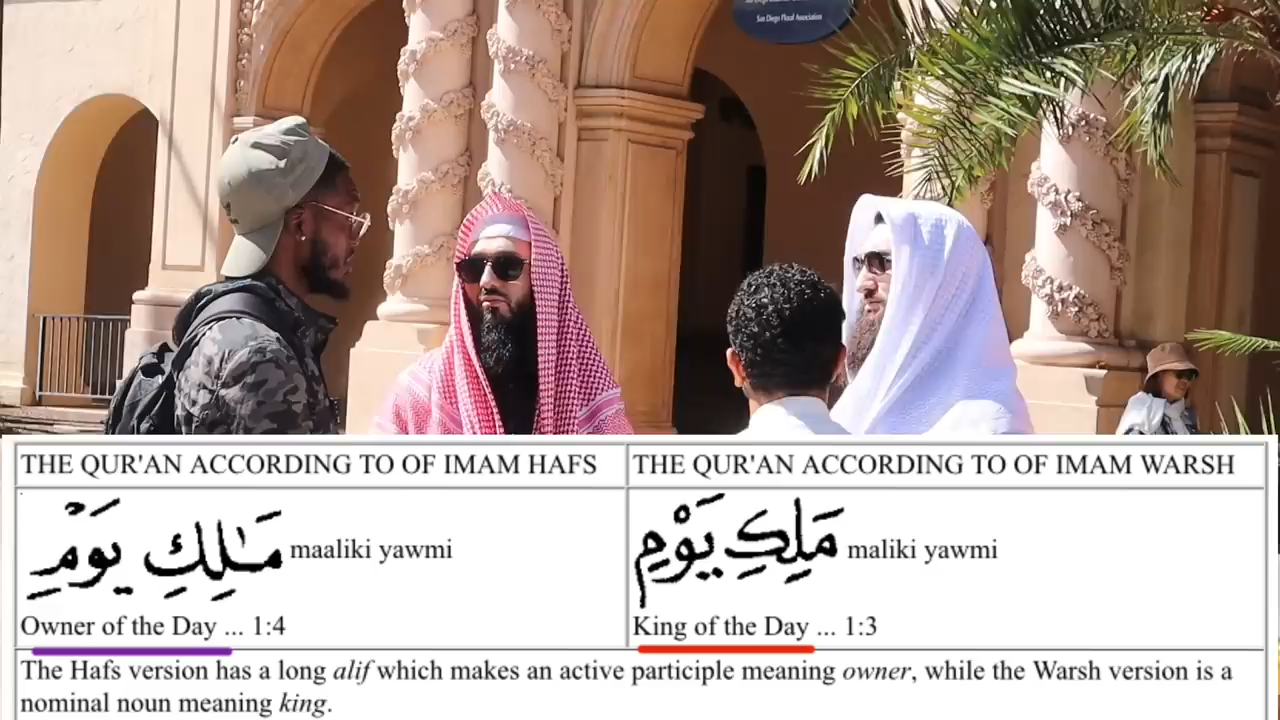 San Diego Floral Association
THE QUR'AN ACCORDING TO OF IMAM HAFS
مَـٰلِكِ يَوۡمِ maaliki yawmi
Owner of the Day ... 1:4
THE QUR'AN ACCORDING TO OF IMAM WARSH
مَلِكِ يَوْمِ maliki yawmi
King of the Day ... 1:3
The Hafs version has a long alif which makes an active participle meaning owner, while the Warsh version is a
nominal noun meaning king.